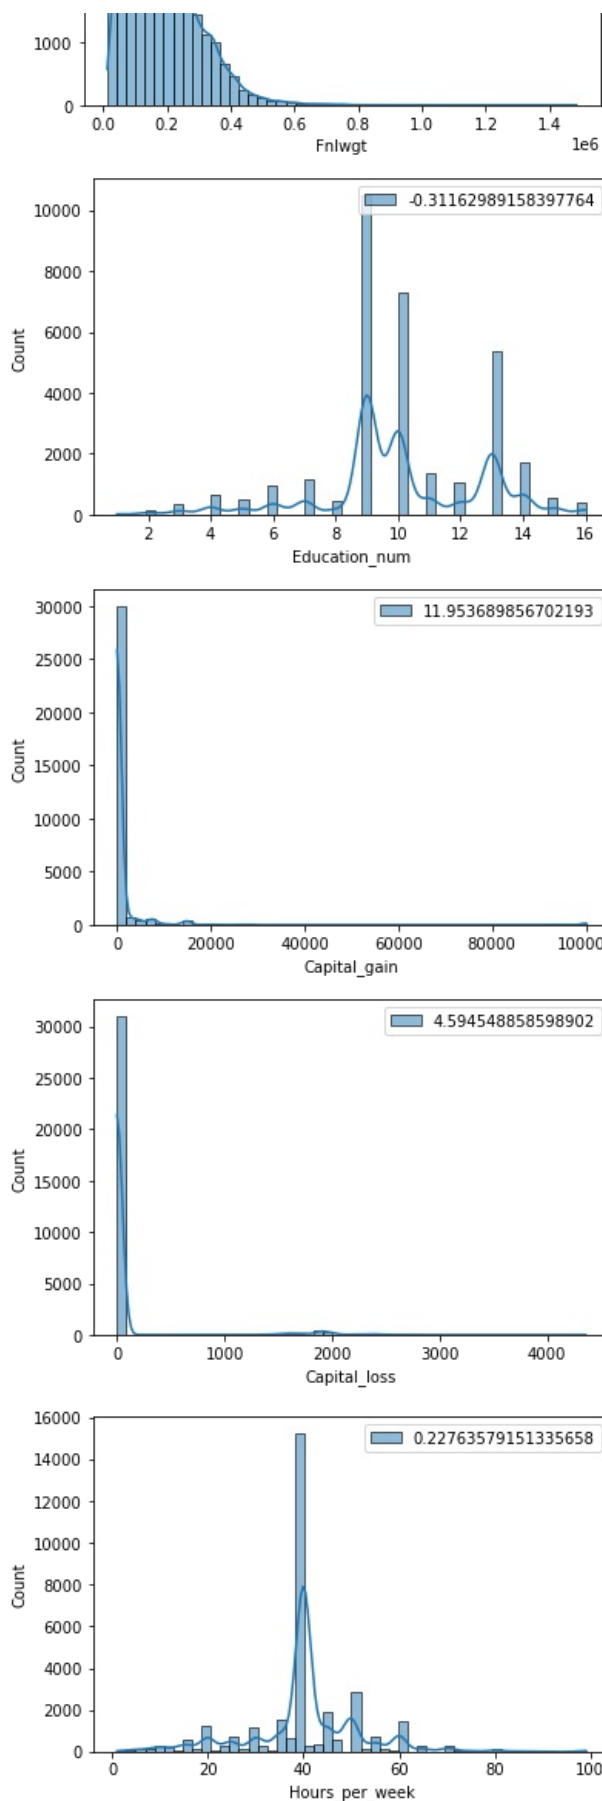 1000
0
0.0 0.2 0.4 0.6 0.8 1.0 1.2 1.4
Fnlwgt 1e6
-0.31162989158397764
10000
8000
6000
4000
2000
0
Count
2 4 6 8 10 12 14 16
Education_num
11.953689856702193
30000
25000
20000
15000
10000
5000
0
Count
0 20000 40000 60000 80000 10000
Capital_gain
4.594548858598902
30000
25000
20000
15000
10000
5000
0
Count
0 1000 2000 3000 4000
Capital_loss
0.22763579151335658
16000
14000
12000
10000
8000
6000
4000
2000
0
Count
0 20 40 60 80 100
Hours_per_week